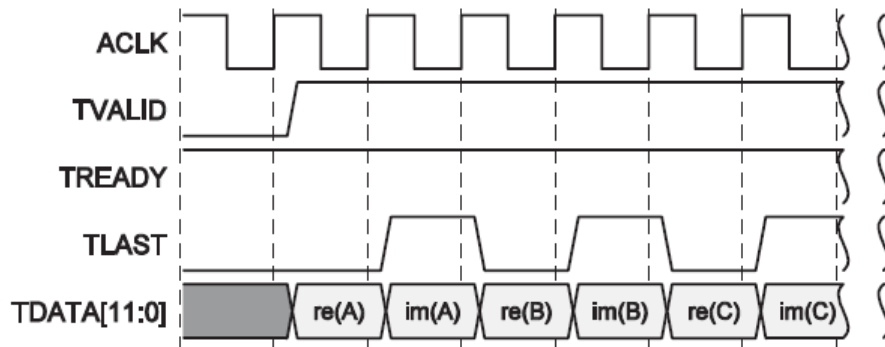 ACLK
TVALID
TREADY
TLAST
TDATA[11:0] re(A) im(A) re(B) im(B) re(C) im(C)